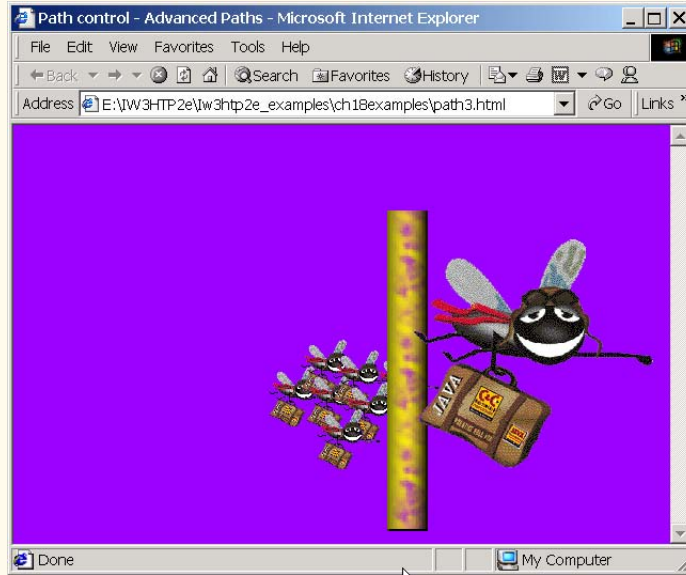 Path control - Advanced Paths - Microsoft Internet Explorer
File Edit View Favorites Tools Help
Back Search Favorites History
Address E:\IW3HTP2e\Iw3htp2e_examples\ch18examples\path3.html Go Links »
JAVA
Done My Computer